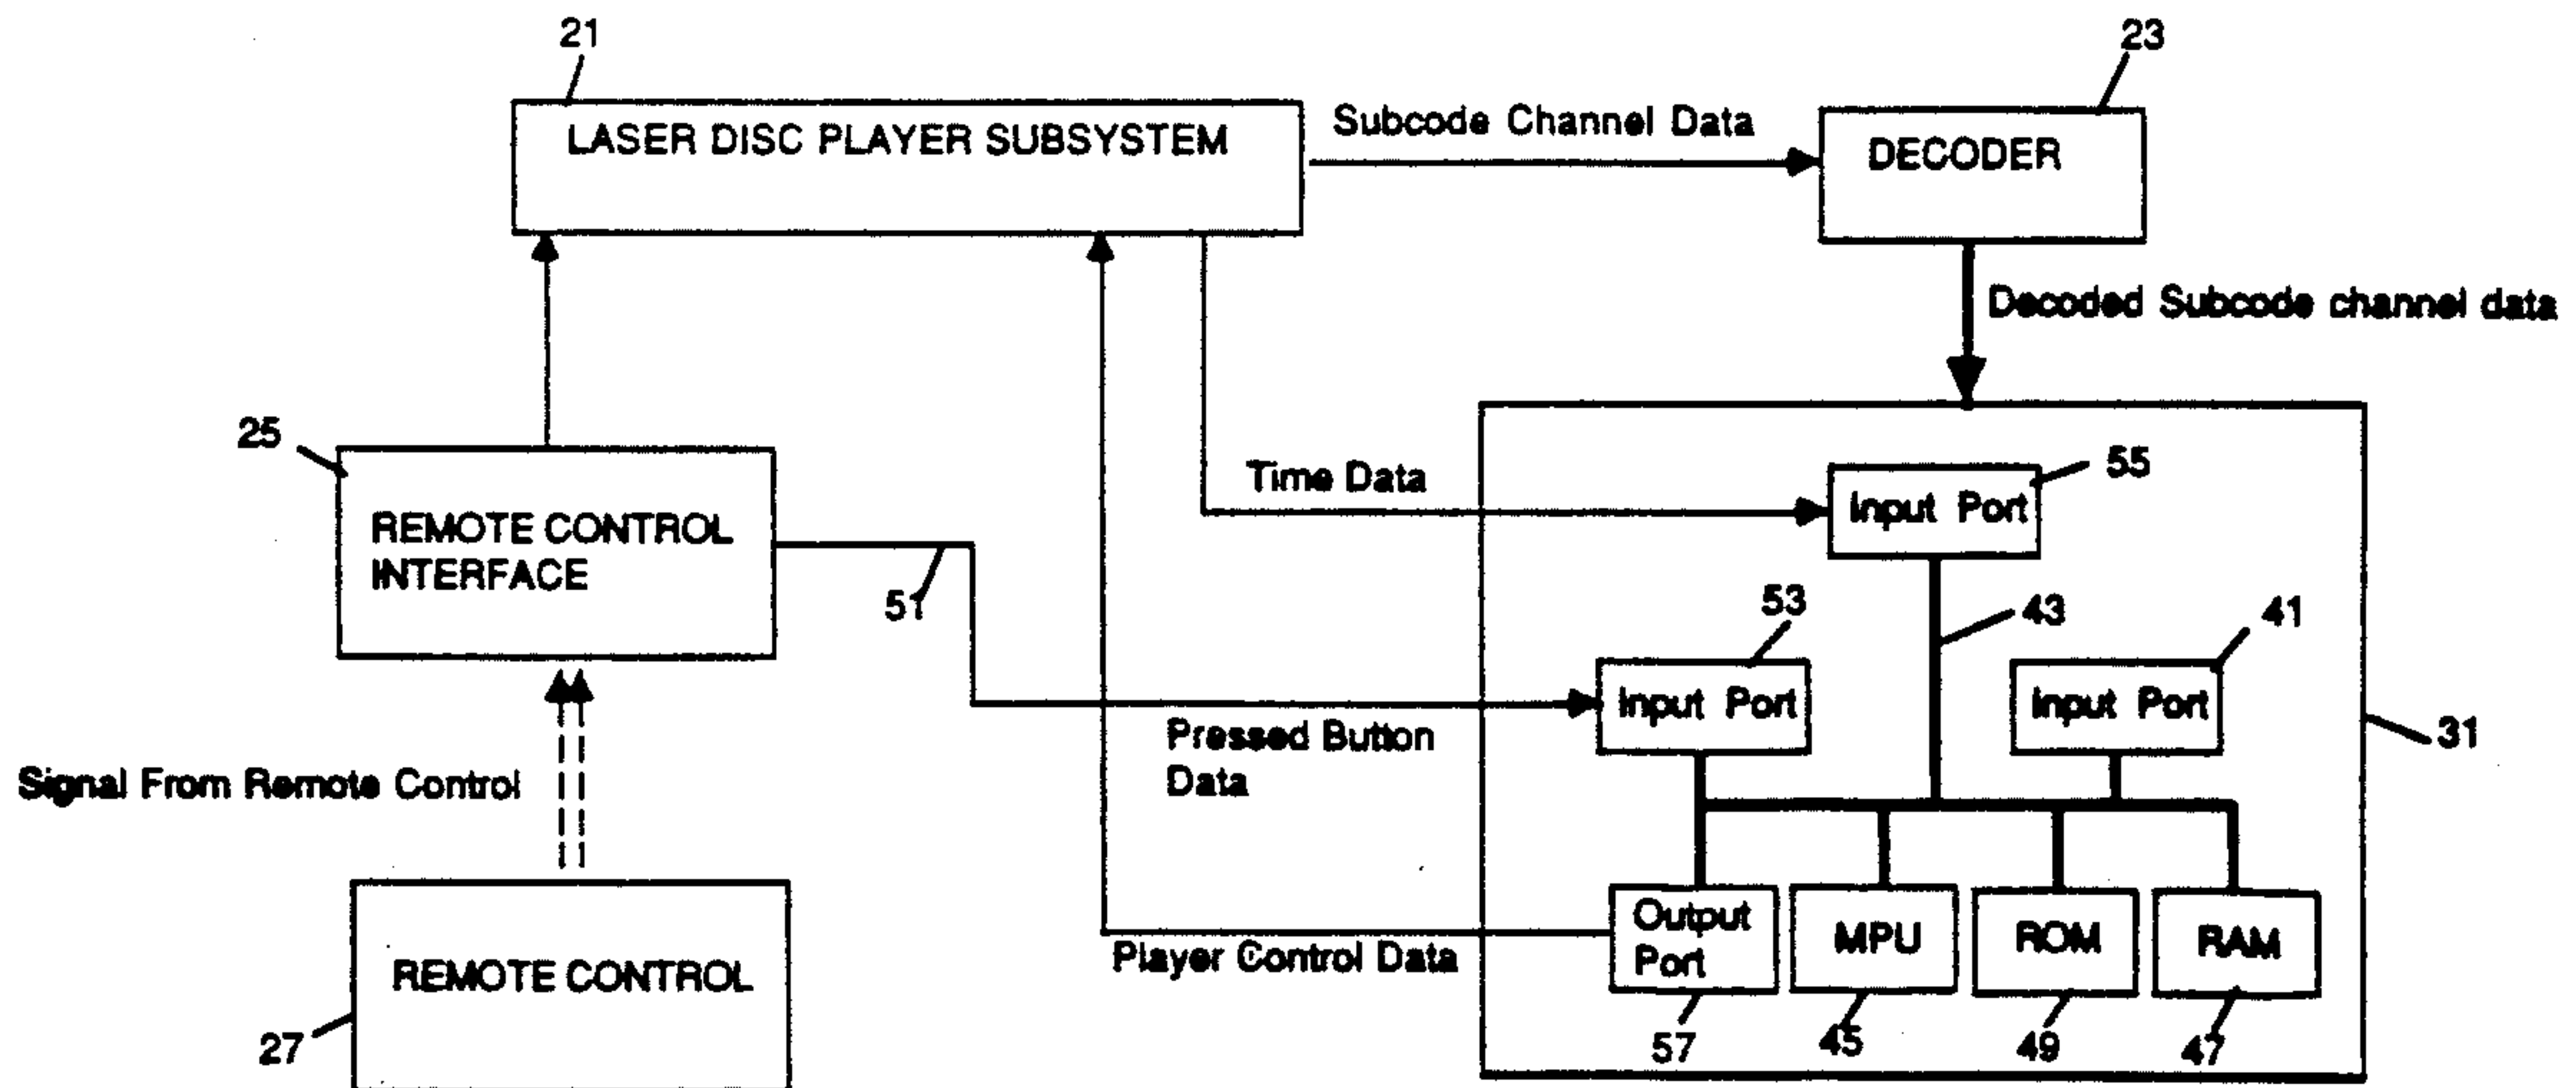 21
23
LASER DISC PLAYER SUBSYSTEM
Subcode Channel Data
DECODER
Decoded Subcode channel data
25
REMOTE CONTROL
INTERFACE
51
Time Data
Input Port
55
53
43
41
Input Port
Input Port
31
Pressed Button
Data
Signal From Remote Control
REMOTE CONTROL
27
Player Control Data
Output
Port
MPU
ROM
RAM
57
45
49
47